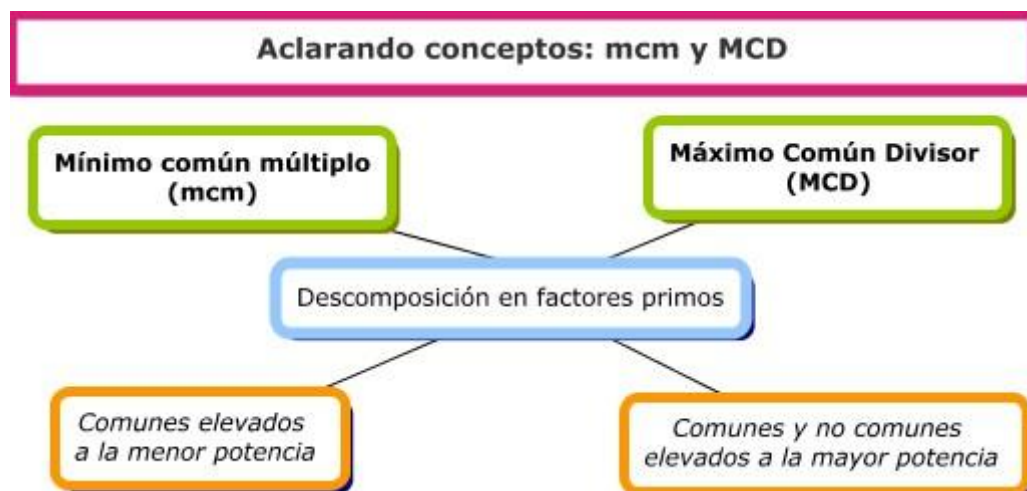 Aclarando conceptos: mcm y MCD
Mínimo común múltiplo
(mcm)
Máximo Común Divisor
(MCD)
Descomposición en factores primos
Comunes elevados
a la menor potencia
Comunes y no comunes
elevados a la mayor potencia